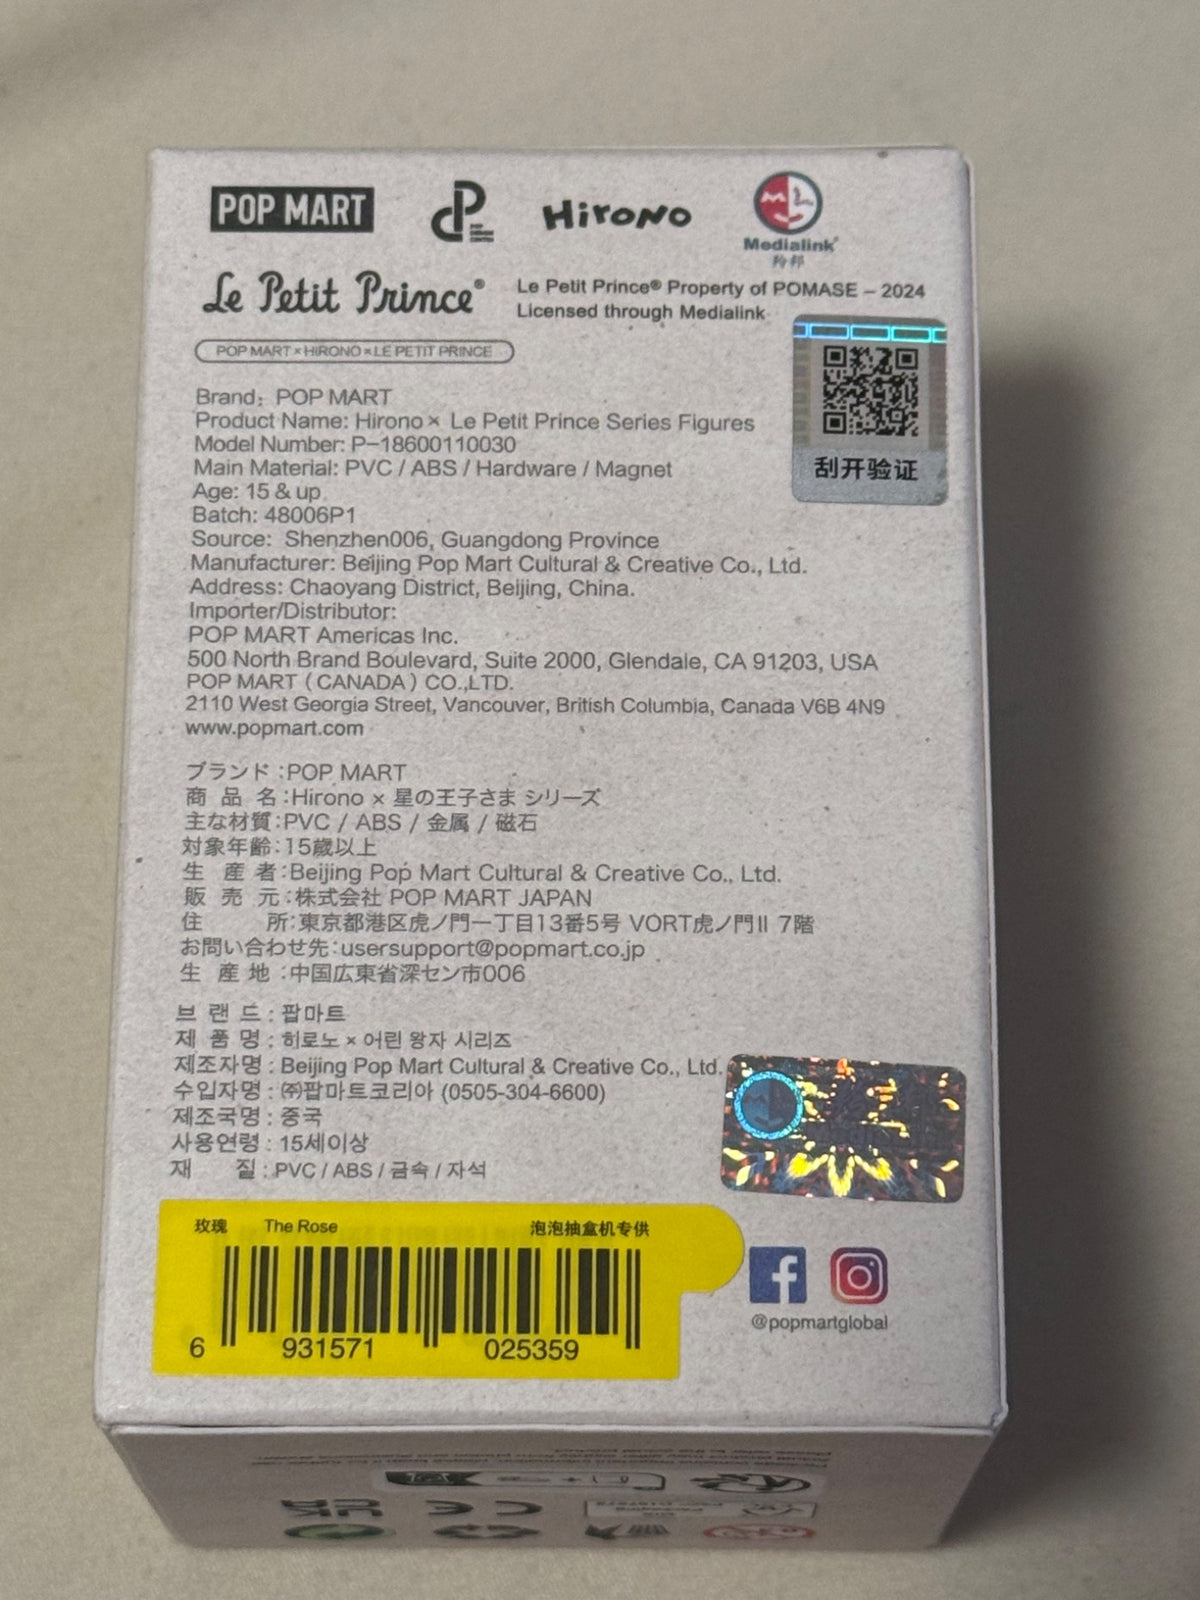 POP MART
Hirono
Medialink
羚邦
Le Petit Prince®
Le Petit Prince® Property of POMASE – 2024
Licensed through Medialink
POP MART × HIRONO × LE PETIT PRINCE
刮开验证
Brand: POP MART
Product Name: Hirono × Le Petit Prince Series Figures
Model Number: P-18600110030
Main Material: PVC / ABS / Hardware / Magnet
Age: 15 & up
Batch: 48006P1
Source: Shenzhen006, Guangdong Province
Manufacturer: Beijing Pop Mart Cultural & Creative Co., Ltd.
Address: Chaoyang District, Beijing, China.
Importer/Distributor:
POP MART Americas Inc.
500 North Brand Boulevard, Suite 2000, Glendale, CA 91203, USA
POP MART ( CANADA ) CO.,LTD.
2110 West Georgia Street, Vancouver, British Columbia, Canada V6B 4N9
www.popmart.com
ブランド:POP MART
商品名:Hirono × 星の王子さま シリーズ
主な材質:PVC / ABS / 金属 / 磁石
対象年齢:15歳以上
生産者:Beijing Pop Mart Cultural & Creative Co., Ltd.
販売元:株式会社 POP MART JAPAN
住所:東京都港区虎ノ門一丁目13番5号 VORT虎ノ門II 7階
お問い合わせ先:usersupport@popmart.co.jp
生産地:中国広東省深セン市006
브랜드 : 팝마트
제품명 : 히로노 × 어린 왕자 시리즈
제조자명 : Beijing Pop Mart Cultural & Creative Co., Ltd.
수입자명 : ㈜팝마트코리아 (0505-304-6600)
제조국명 : 중국
사용연령 : 15세이상
재질 : PVC / ABS / 금속 / 자석
玫瑰 The Rose 泡泡抽盒机专供
6 931571 025359
@popmartglobal